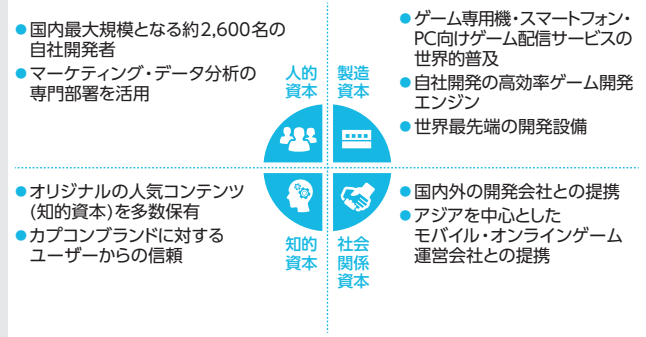 ●国内最大規模となる約2,600名の
自社開発者
●マーケティング・データ分析の
専門部署を活用
人的
資本
製造
資本
●ゲーム専用機・スマートフォン・
PC向けゲーム配信サービスの
世界的普及
●自社開発の高効率ゲーム開発
エンジン
●世界最先端の開発設備
●オリジナルの人気コンテンツ
(知的資本)を多数保有
●カプコンブランドに対する
ユーザーからの信頼
知的
資本
社会
関係
資本
●国内外の開発会社との提携
●アジアを中心とした
モバイル・オンラインゲーム
運営会社との提携